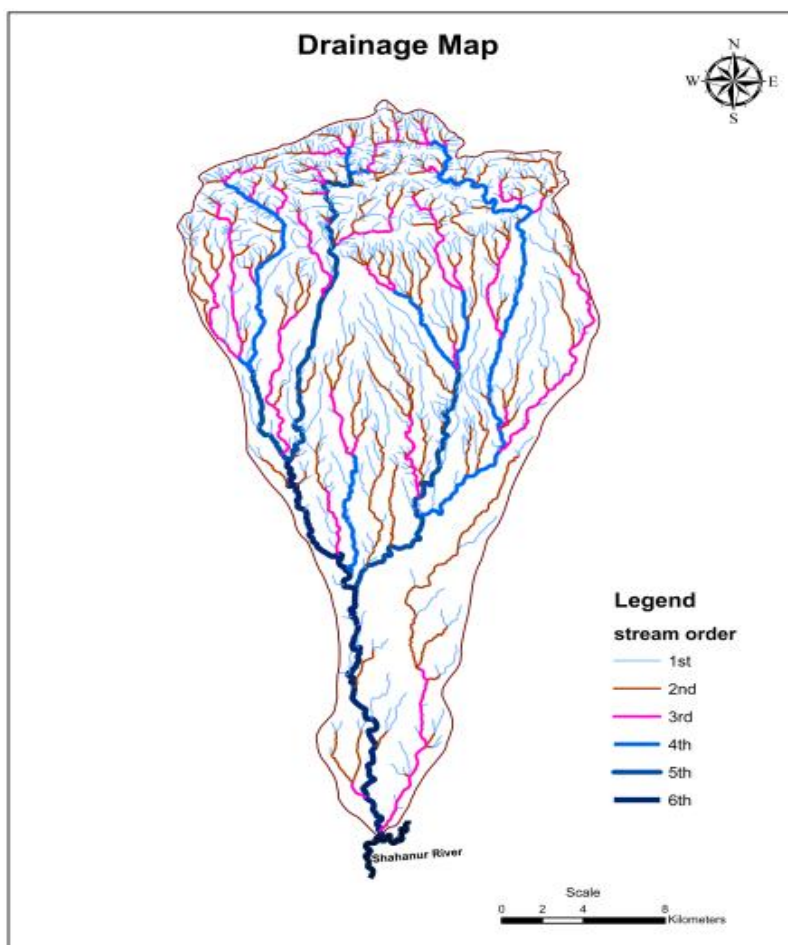 Drainage Map
N
W E
S
Legend
stream order
1st
2nd
3rd
4th
5th
6th
Shahanur River
Scale
0 2 4 8
Kilometers